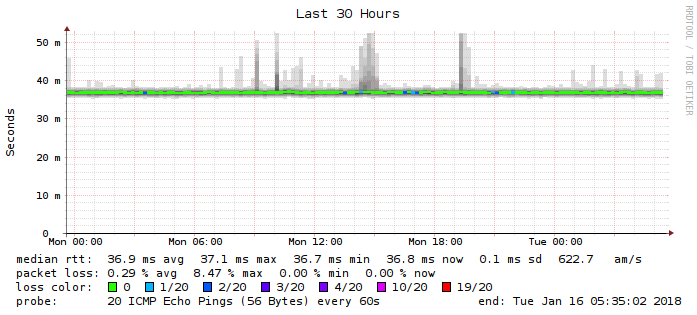 Last 30 Hours
RRDTOOL / TOBI OETIKER
Seconds
50 m
40 m
30 m
20 m
10 m
0
Mon 00:00 Mon 06:00 Mon 12:00 Mon 18:00 Tue 00:00
median rtt: 36.9 ms avg 37.1 ms max 36.7 ms min 36.8 ms now 0.1 ms sd 622.7 am/s
packet loss: 0.29 % avg 8.47 % max 0.00 % min 0.00 % now
loss color: 0 1/20 2/20 3/20 4/20 10/20 19/20
probe: 20 ICMP Echo Pings (56 Bytes) every 60s end: Tue Jan 16 05:35:02 2018